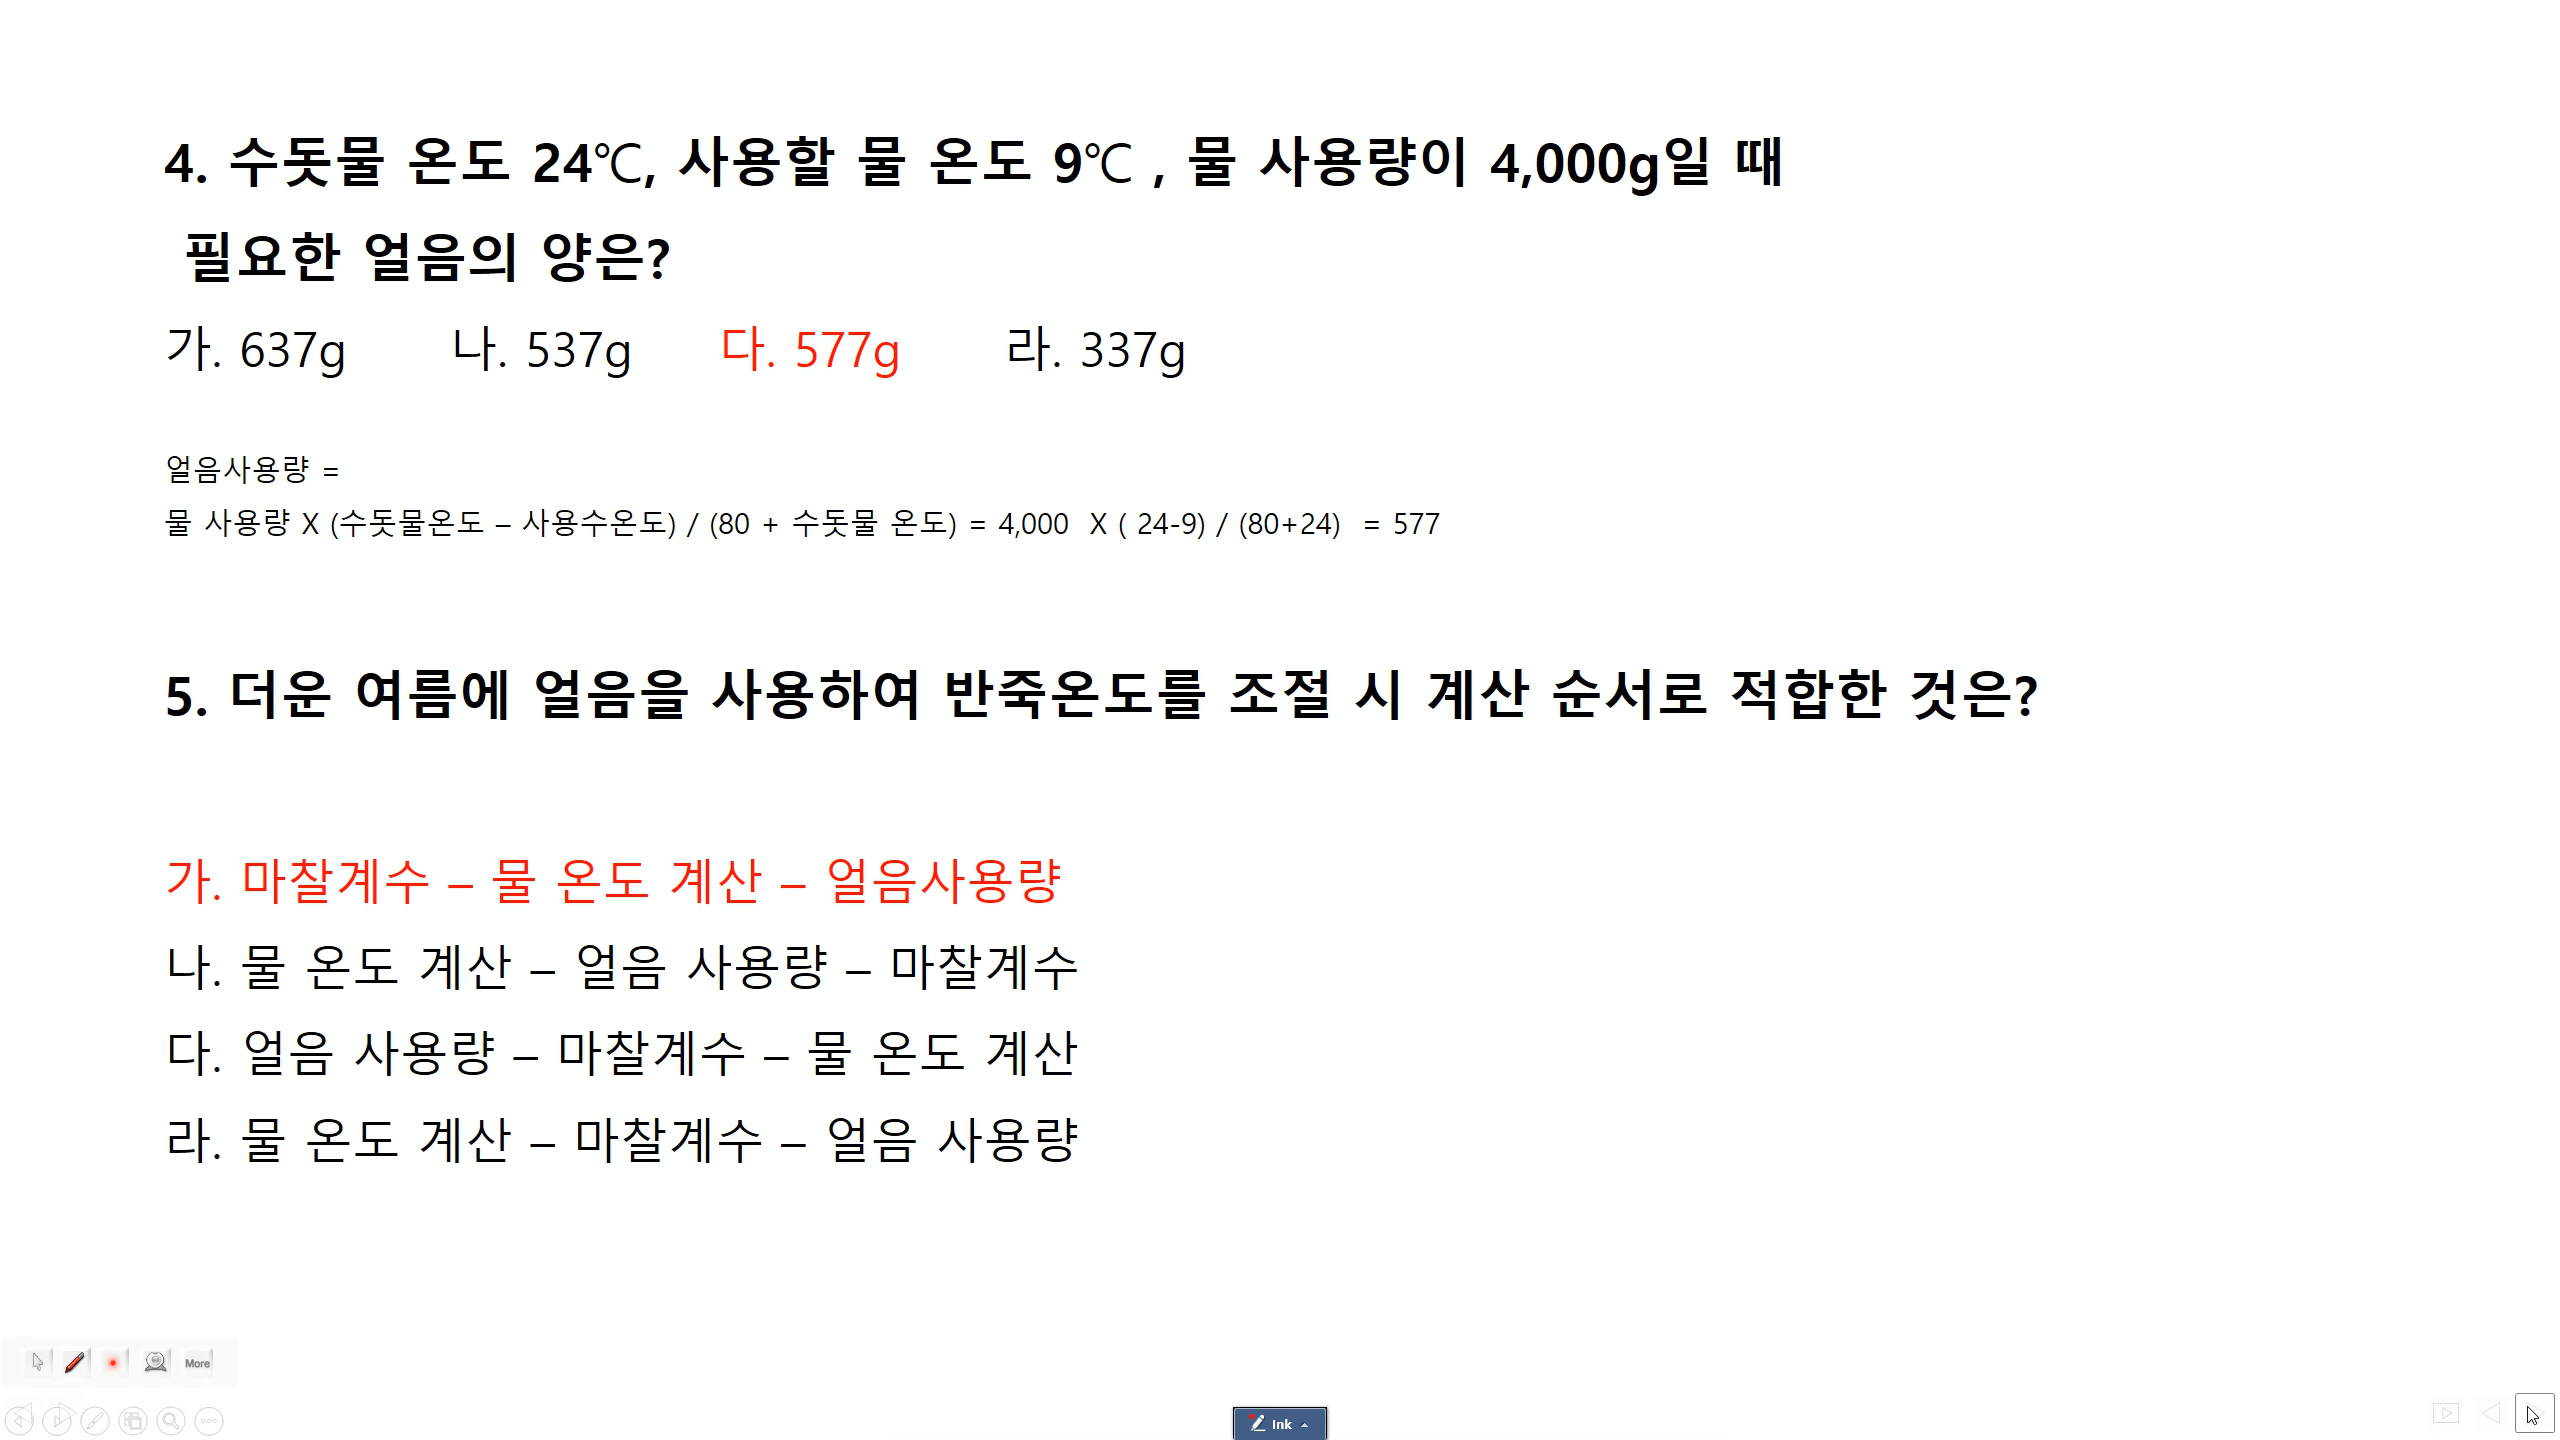 4. 수돗물 온도 24℃, 사용할 물 온도 9℃ , 물 사용량이 4,000g일 때
필요한 얼음의 양은?
가. 637g 나. 537g 다. 577g 라. 337g
얼음사용량 =
물 사용량 X (수돗물온도 – 사용수온도) / (80 + 수돗물 온도) = 4,000 X ( 24-9) / (80+24) = 577
5. 더운 여름에 얼음을 사용하여 반죽온도를 조절 시 계산 순서로 적합한 것은?
가. 마찰계수 – 물 온도 계산 – 얼음사용량
나. 물 온도 계산 – 얼음 사용량 – 마찰계수
다. 얼음 사용량 – 마찰계수 – 물 온도 계산
라. 물 온도 계산 – 마찰계수 – 얼음 사용량
More
Ink